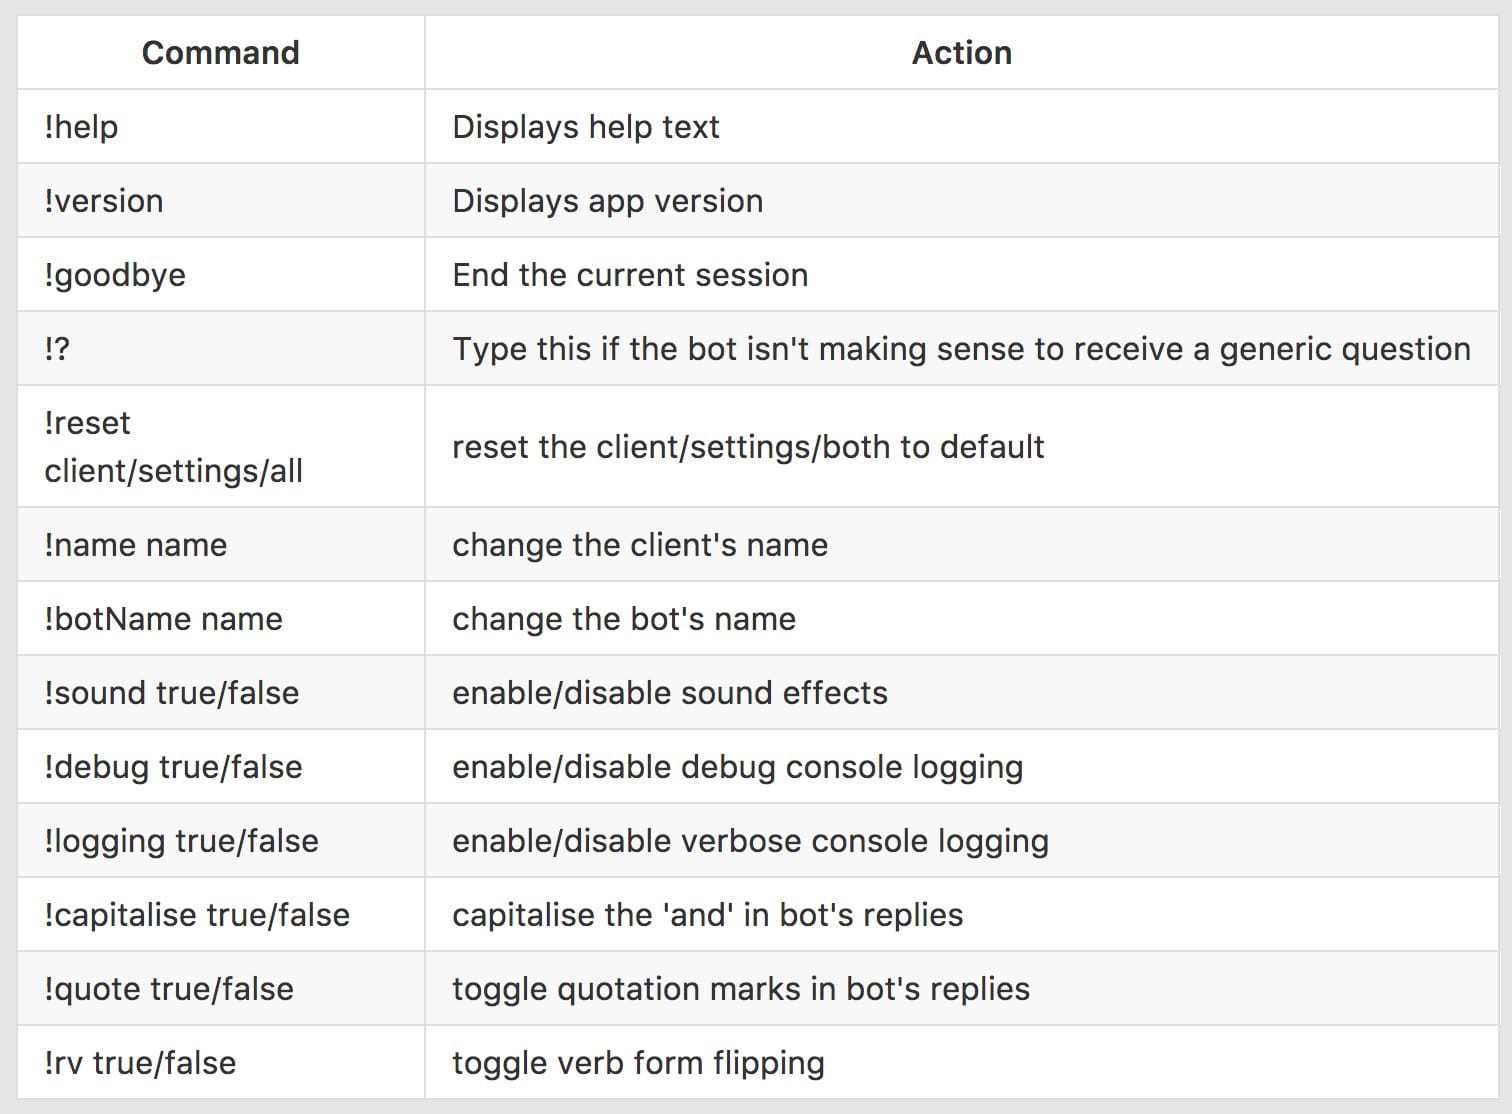 Command Action
!help Displays help text
!version Displays app version
!goodbye End the current session
!? Type this if the bot isn't making sense to receive a generic question
!reset
client/settings/all
reset the client/settings/both to default
!name name change the client's name
!botName name change the bot's name
!sound true/false enable/disable sound effects
!debug true/false enable/disable debug console logging
!logging true/false enable/disable verbose console logging
!capitalise true/false capitalise the 'and' in bot's replies
!quote true/false toggle quotation marks in bot's replies
!rv true/false toggle verb form flipping